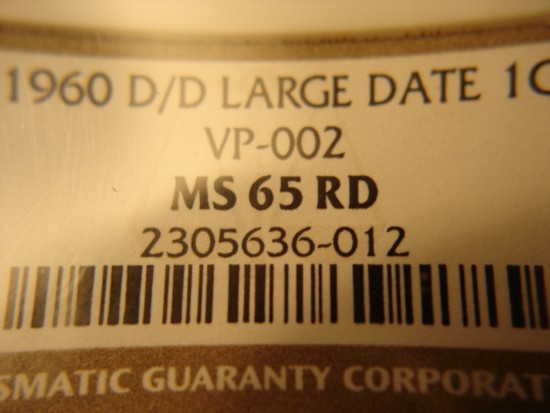 1960 D/D LARGE DATE 1C
VP-002
MS 65 RD
2305636-012
SMATIC GUARANTY CORPORAT